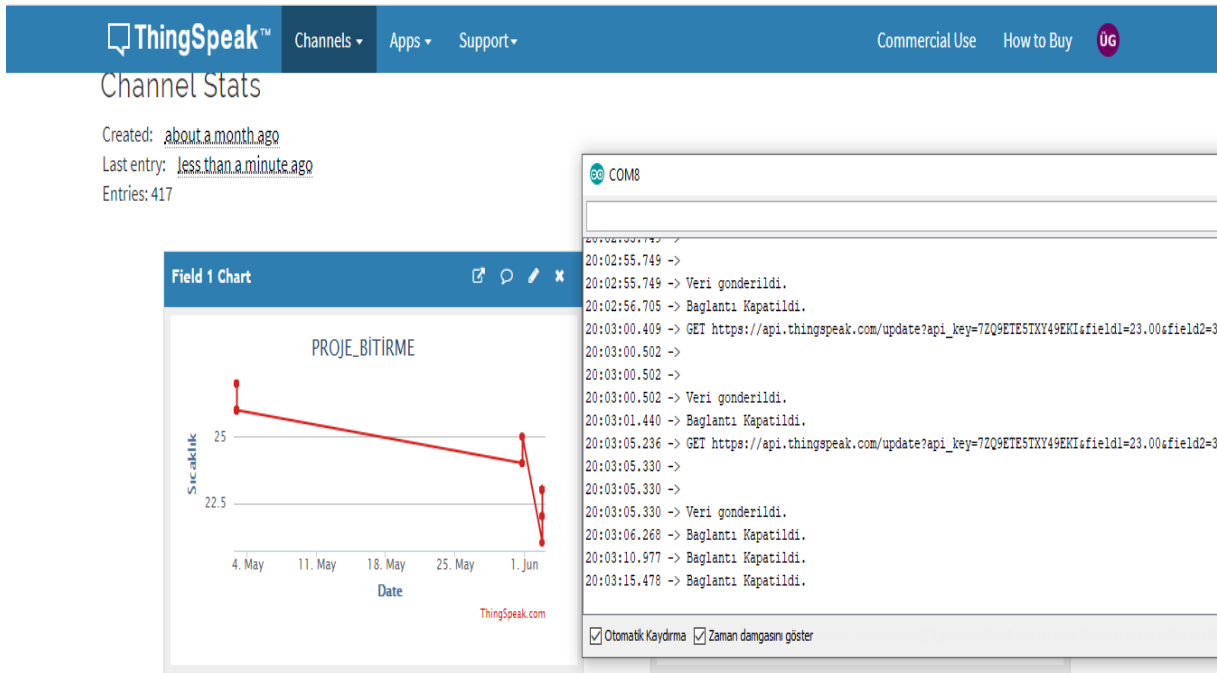 ThingSpeak™ Channels Apps Support Commercial Use How to Buy ÜG
Channel Stats
Created: about a month ago
Last entry: less than a minute ago
Entries: 417
Field 1 Chart
PROJE_BİTİRME
Sıcaklık
25
22.5
4. May 11. May 18. May 25. May 1. Jun
Date
ThingSpeak.com
COM8
20:02:55.749 ->
20:02:55.749 ->
20:02:55.749 -> Veri gonderildi.
20:02:56.705 -> Baglantı Kapatildi.
20:03:00.409 -> GET https://api.thingspeak.com/update?api_key=7ZQ9ETE5TXY49EKI&field1=23.00&field2=3
20:03:00.502 ->
20:03:00.502 ->
20:03:00.502 -> Veri gonderildi.
20:03:01.440 -> Baglantı Kapatildi.
20:03:05.236 -> GET https://api.thingspeak.com/update?api_key=7ZQ9ETE5TXY49EKI&field1=23.00&field2=3
20:03:05.330 ->
20:03:05.330 ->
20:03:05.330 -> Veri gonderildi.
20:03:06.268 -> Baglantı Kapatildi.
20:03:10.977 -> Baglantı Kapatildi.
20:03:15.478 -> Baglantı Kapatildi.
Otomatik Kaydırma Zaman damgasını göster